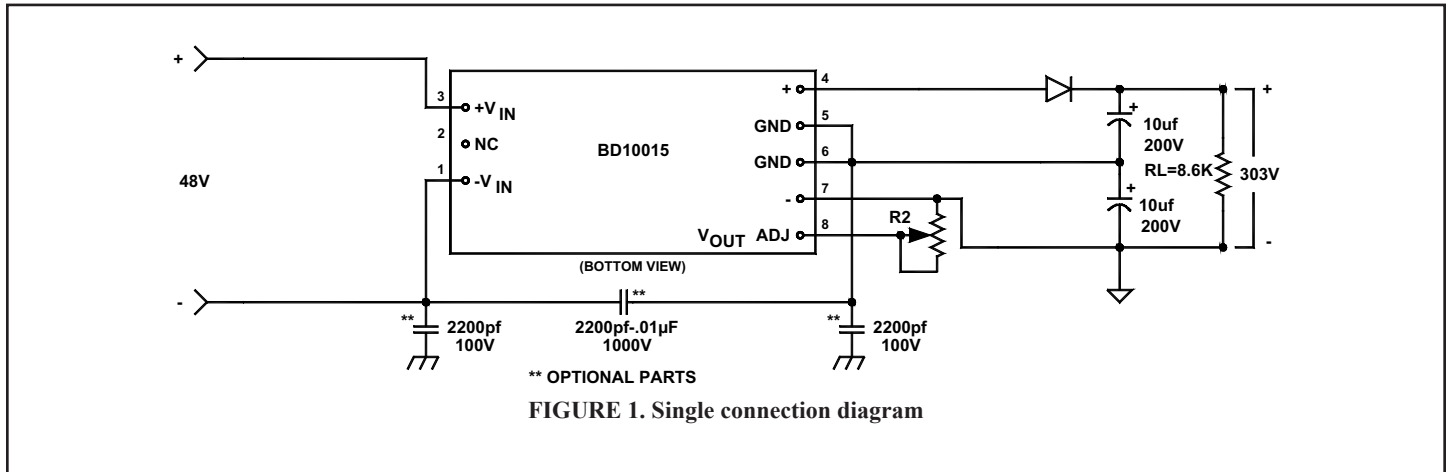 +
3
+V IN
2
NC
BD10015
1
-V IN
48V
-
+ 4
GND 5
GND 6
- 7
V OUT ADJ 8
R2
(BOTTOM VIEW)
+
10uf
200V
RL=8.6K
+
10uf
200V
+
303V
-
**
2200pf
100V
**
2200pf-.01µF
1000V
**
2200pf
100V
** OPTIONAL PARTS
FIGURE 1. Single connection diagram